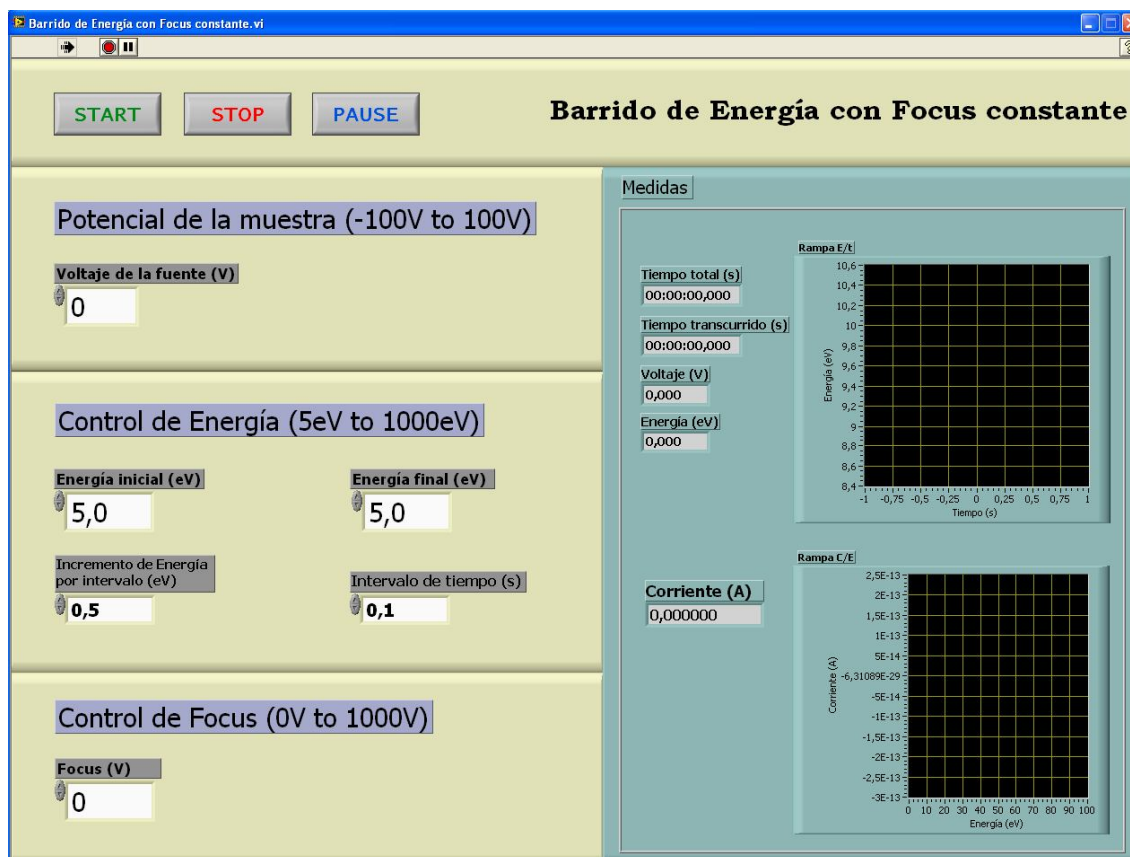 Barrido de Energía con Focus constante.vi
START
STOP
PAUSE
Barrido de Energía con Focus constante
Potencial de la muestra (-100V to 100V)
Voltaje de la fuente (V)
0
Control de Energía (5eV to 1000eV)
Energía inicial (eV)
5,0
Energía final (eV)
5,0
Incremento de Energía
por intervalo (eV)
0,5
Intervalo de tiempo (s)
0,1
Control de Focus (0V to 1000V)
Focus (V)
0
Medidas
Tiempo total (s)
00:00:00,000
Tiempo transcurrido (s)
00:00:00,000
Voltaje (V)
0,000
Energía (eV)
0,000
Rampa E/t
10,6
10,4
10,2
10
9,8
9,6
9,4
9,2
9
8,8
8,6
8,4
Energía (eV)
-1 -0,75 -0,5 -0,25 0 0,25 0,5 0,75 1
Tiempo (s)
Corriente (A)
0,000000
Rampa C/E
2,5E-13
2E-13
1,5E-13
1E-13
5E-14
-6,31089E-29
-5E-14
-1E-13
-1,5E-13
-2E-13
-2,5E-13
-3E-13
Corriente (A)
0 10 20 30 40 50 60 70 80 90 100
Energía (eV)